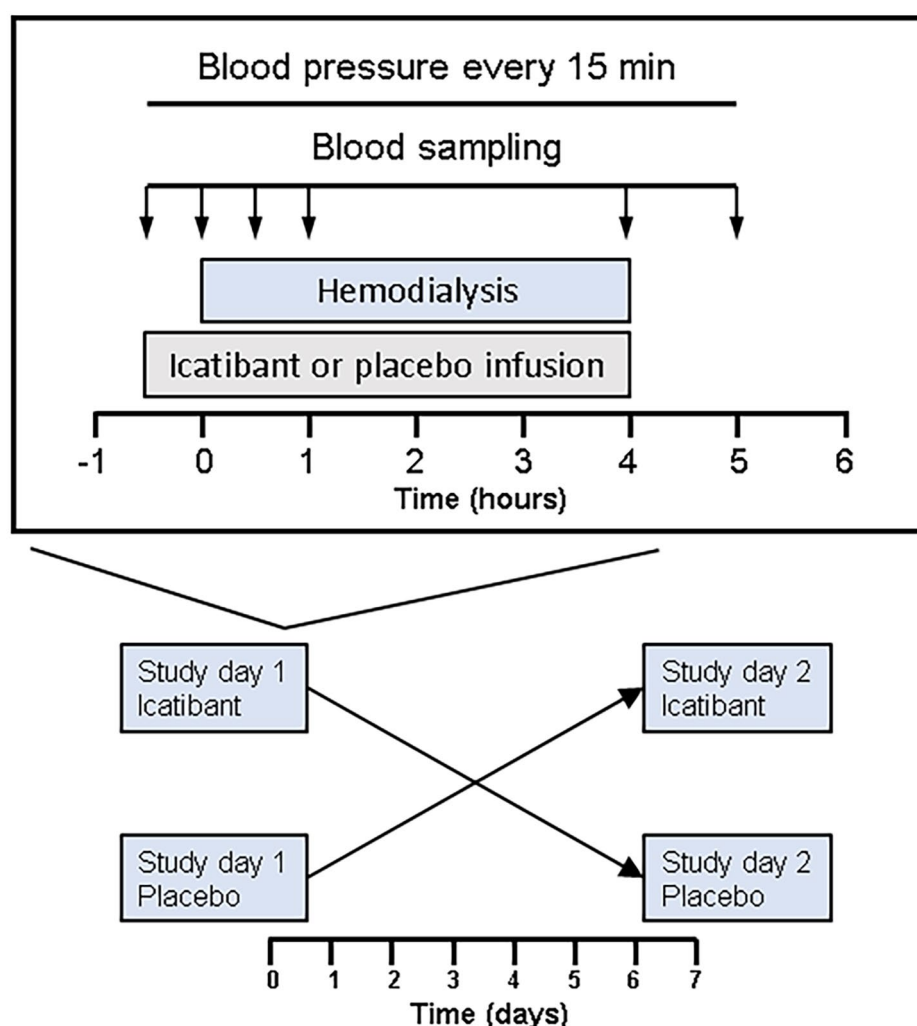 Blood pressure every 15 min
Blood sampling
Hemodialysis
Icatibant or placebo infusion
-1 0 1 2 3 4 5 6
Time (hours)
Study day 1
Icatibant
Study day 2
Icatibant
Study day 1
Placebo
Study day 2
Placebo
0 1 2 3 4 5 6 7
Time (days)